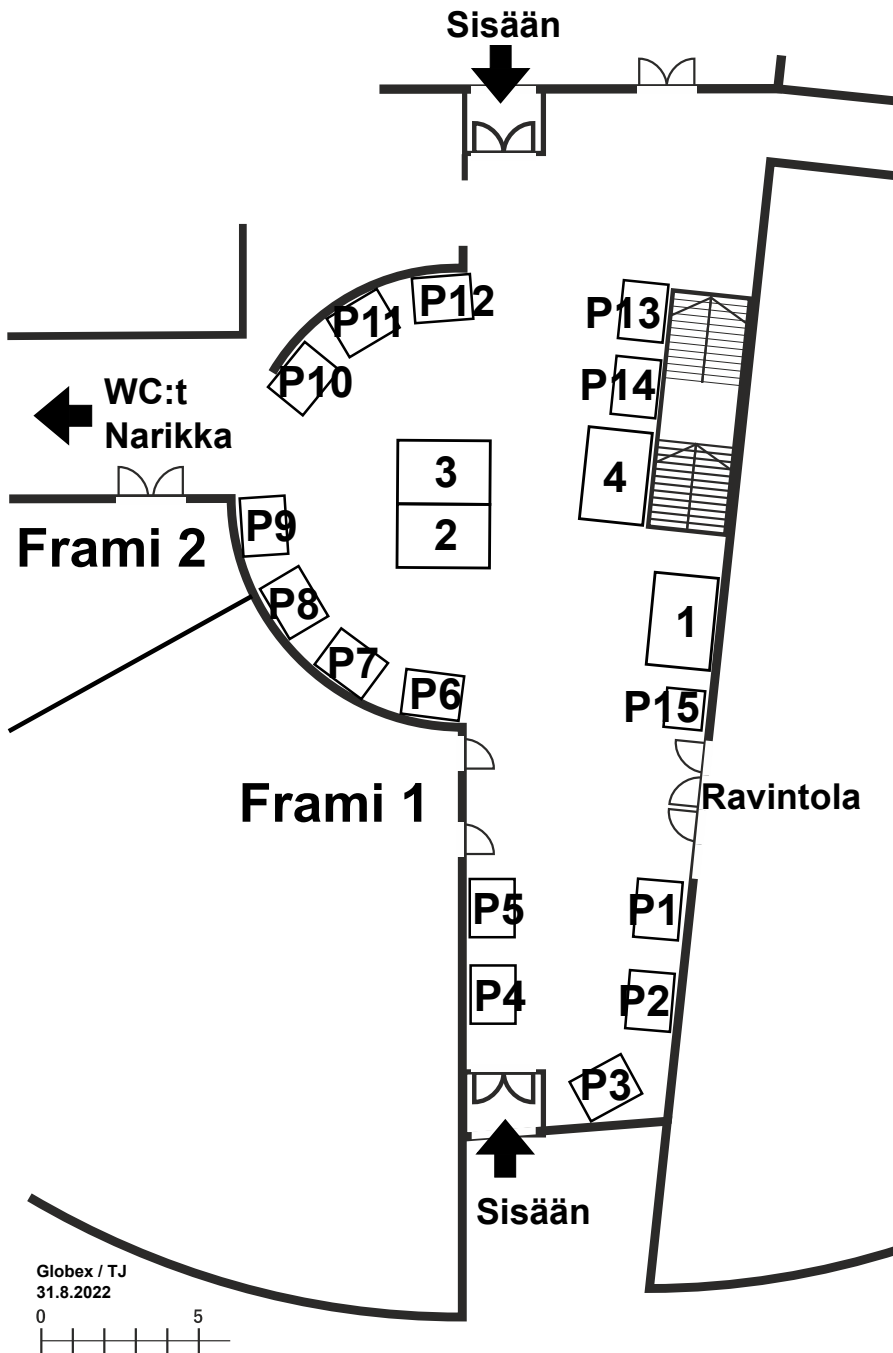 Sisään
P12
P11
P10
P13
P14
WC:t
Narikka
3
4
2
P9
Frami 2
P8
1
P7
P6
P15
Frami 1
Ravintola
P5
P1
P4
P2
P3
Sisään
Globex / TJ
31.8.2022
0 5